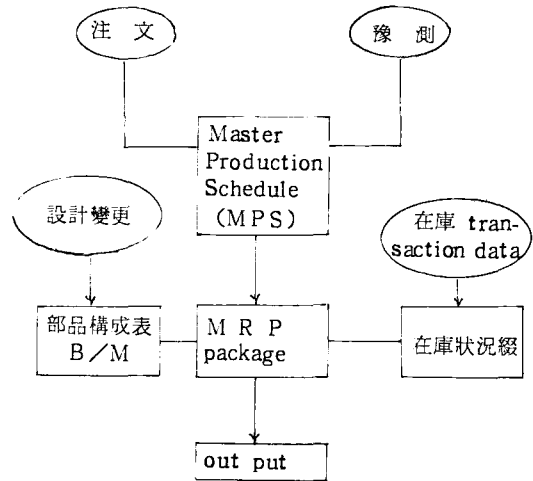 注 文
豫 測
Master
Production
Schedule
(MPS)
設計變更
在庫 tran-
saction data
部品構成表
B/M
M R P
package
在庫狀況綴
out put